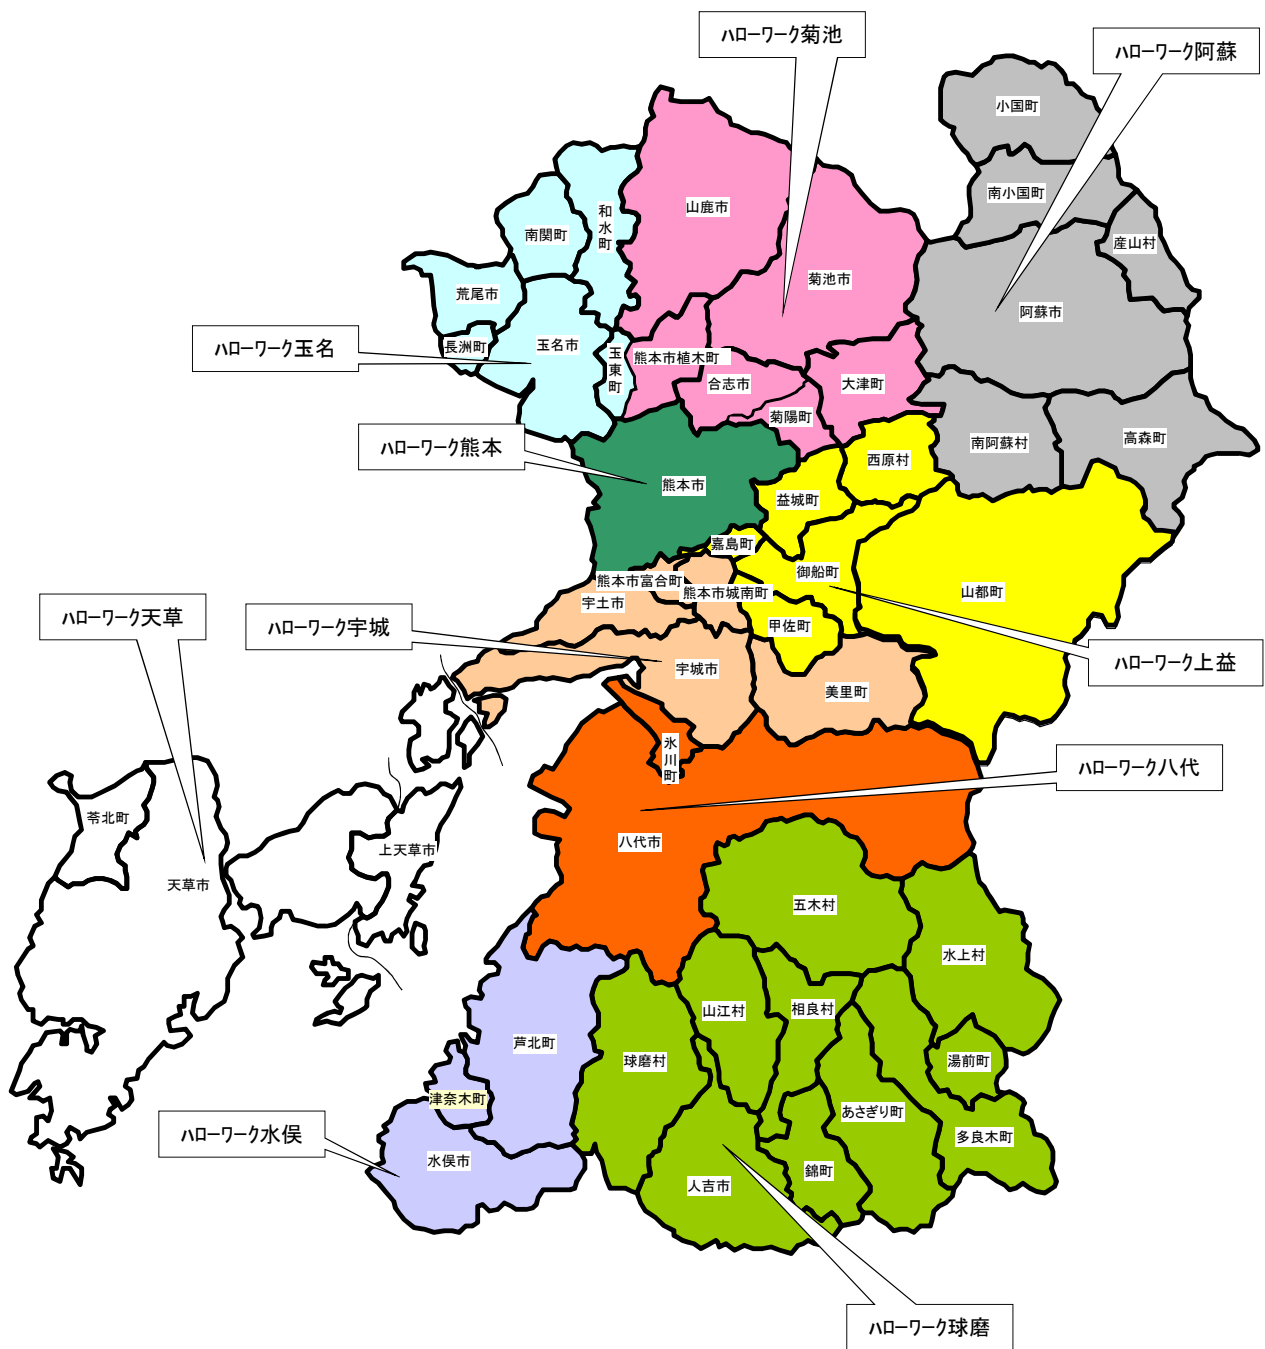 ﾊﾛｰﾜｰｸ菊池
ﾊﾛｰﾜｰｸ阿蘇
小国町
南小国町
産山村
山鹿市
和水町
南関町
菊池市
荒尾市
阿蘇市
ﾊﾛｰﾜｰｸ玉名
長洲町
玉名市
玉東町
熊本市植木町
合志市
大津町
菊陽町
ﾊﾛｰﾜｰｸ熊本
南阿蘇村
高森町
西原村
熊本市
益城町
嘉島町
御船町
熊本市富合町
熊本市城南町
山都町
宇土市
ﾊﾛｰﾜｰｸ天草
ﾊﾛｰﾜｰｸ宇城
甲佐町
ﾊﾛｰﾜｰｸ上益
宇城市
美里町
氷川町
ﾊﾛｰﾜｰｸ八代
苓北町
八代市
上天草市
天草市
五木村
水上村
山江村
相良村
芦北町
球磨村
湯前町
津奈木町
あさぎり町
多良木町
ﾊﾛｰﾜｰｸ水俣
水俣市
錦町
人吉市
ﾊﾛｰﾜｰｸ球磨